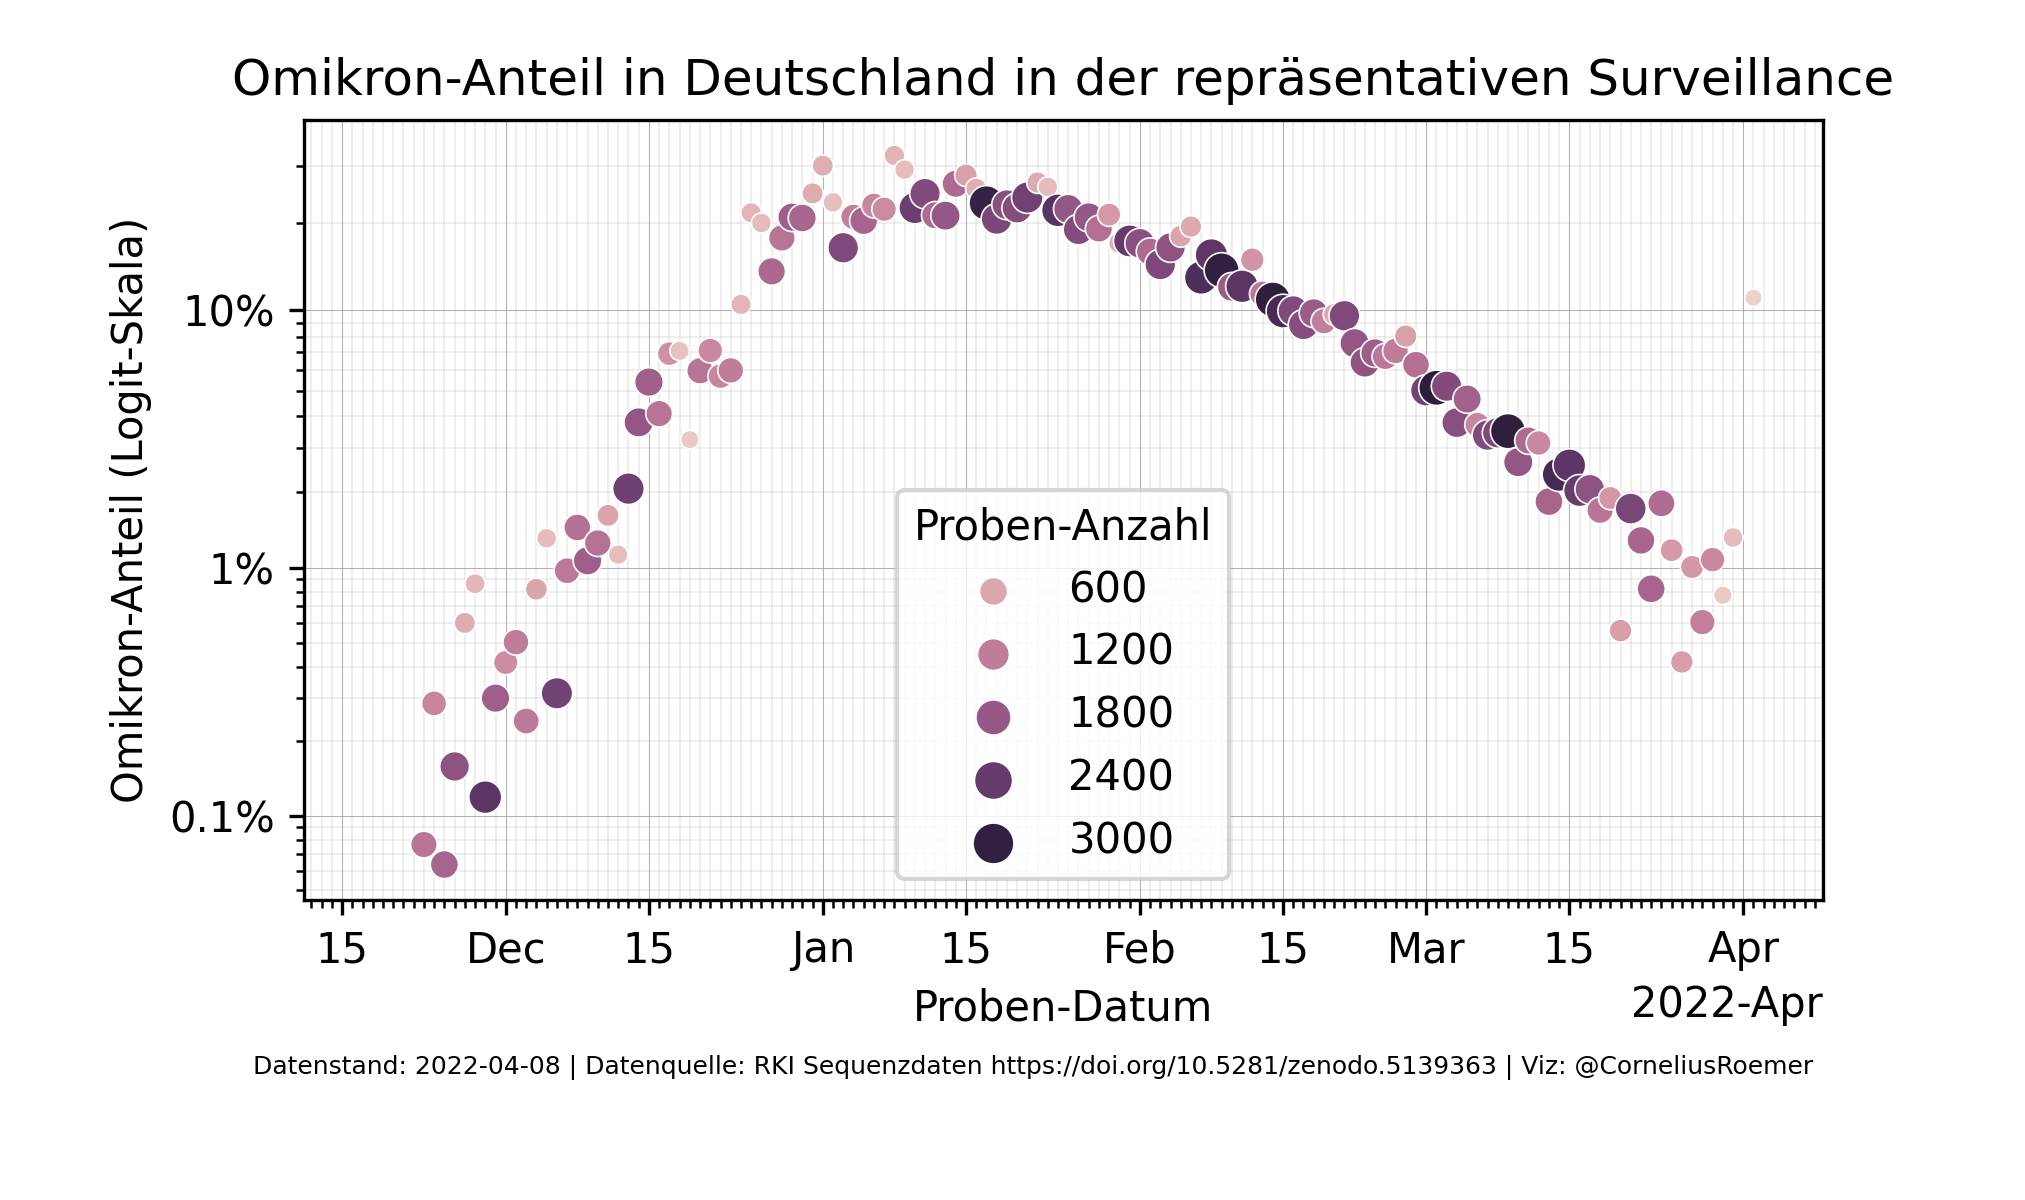 Omikron-Anteil in Deutschland in der repräsentativen Surveillance
Omikron-Anteil (Logit-Skala)
10%
1%
0.1%
Proben-Anzahl
600
1200
1800
2400
3000
15 Dec 15 Jan 15 Feb 15 Mar 15 Apr
Proben-Datum
2022-Apr
Datenstand: 2022-04-08 | Datenquelle: RKI Sequenzdaten https://doi.org/10.5281/zenodo.5139363 | Viz: @CorneliusRoemer